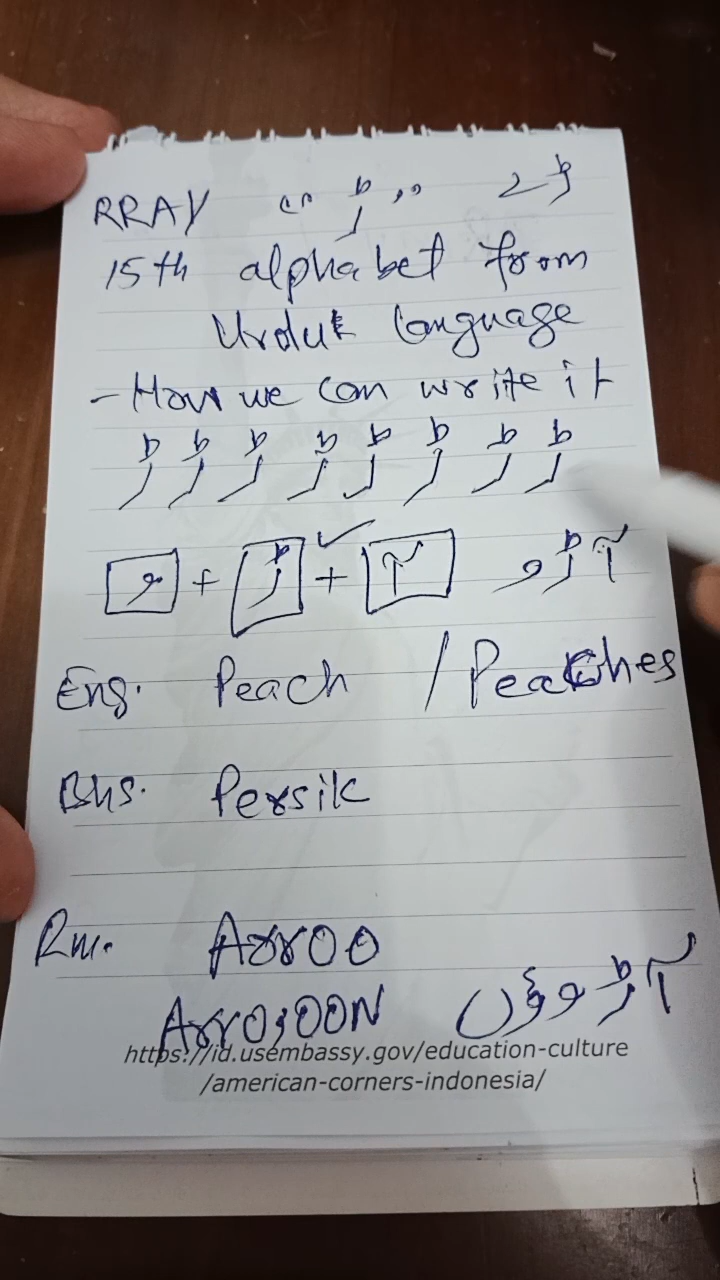 RRAY " ڑ " ڑے
15th alphabet from
Urduk Language
- How we can write it
ڑ ڑ ڑ ڑ ڑ ڑ ڑ ڑ
و + ڑ + آ ✓ آڑو
Eng. Peach / Peaches
Bhs. Persik
Rm. Arroo
Arro,ooN آڑوؤں
https://id.usembassy.gov/education-culture
/american-corners-indonesia/